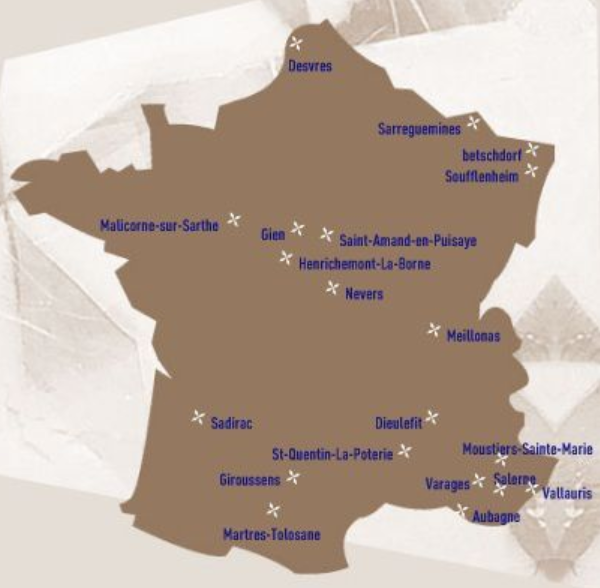 Desvres
Sarreguemines
betschdorf
Soufflenheim
Malicorne-sur-Sarthe
Gien
Saint-Amand-en-Puisaye
Henrichemont-La-Borne
Nevers
Meillonas
Sadirac
Dieulefit
Moustiers-Sainte-Marie
St-Quentin-La-Poterie
Giroussens
Varages
Salerne
Vallauris
Aubagne
Martres-Tolosane